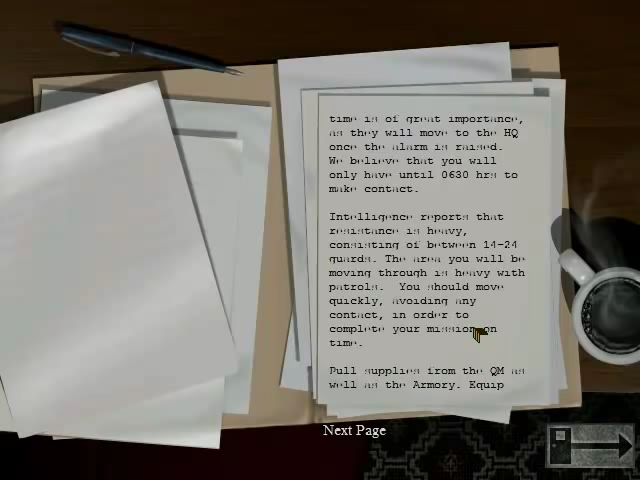 time is of great importance,
as they will move to the HQ
once the alarm is raised.
We believe that you will
only have until 0630 hrs to
make contact.
Intelligence reports that
resistance is heavy,
consisting of between 14-24
guards. The area you will be
moving through is heavy with
patrols.  You should move
quickly, avoiding any
contact, in order to
complete your mission on
time.
Pull supplies from the QM as
well as the Armory. Equip
Next Page